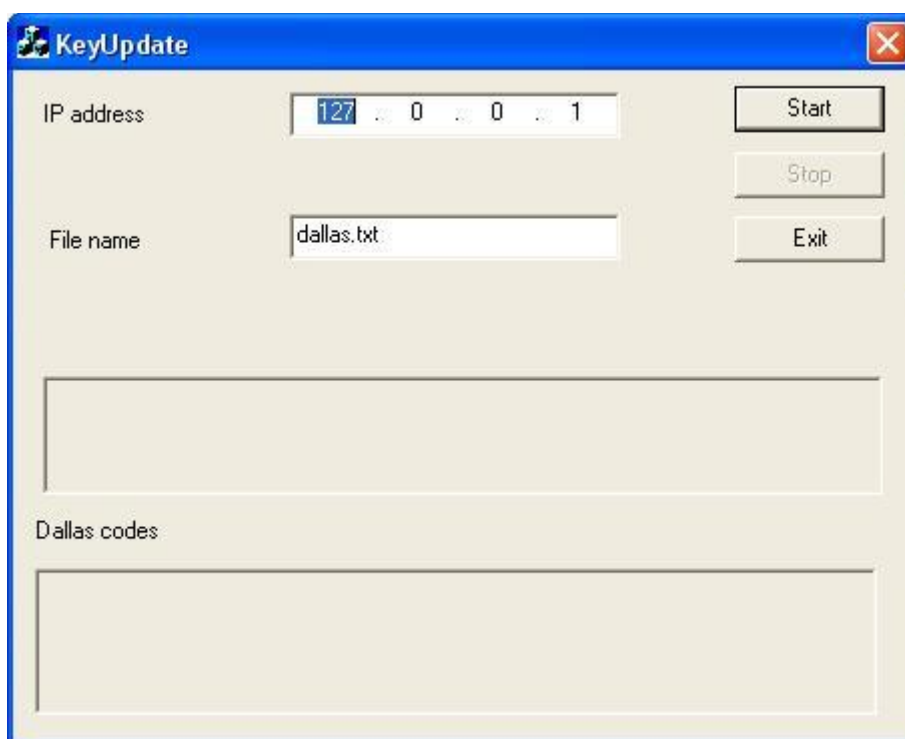 KeyUpdate
IP address 127 . 0 . 0 . 1 Start
Stop
File name dallas.txt Exit
Dallas codes